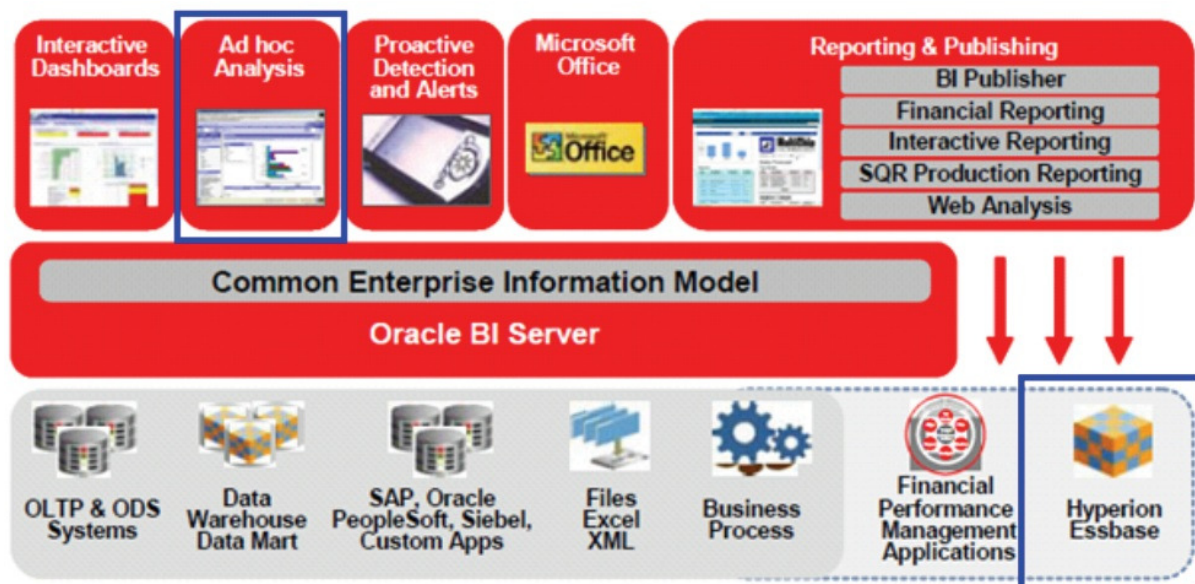 Interactive
Dashboards
Ad hoc
Analysis
Proactive
Detection
and Alerts
Microsoft
Office
Microsoft
Office
Reporting & Publishing
BI Publisher
Financial Reporting
Interactive Reporting
SQR Production Reporting
Web Analysis
Common Enterprise Information Model
Oracle BI Server
OLTP & ODS
Systems
Data
Warehouse
Data Mart
SAP, Oracle
PeopleSoft, Siebel,
Custom Apps
Files
Excel
XML
Business
Process
Financial
Performance
Management
Applications
Hyperion
Essbase